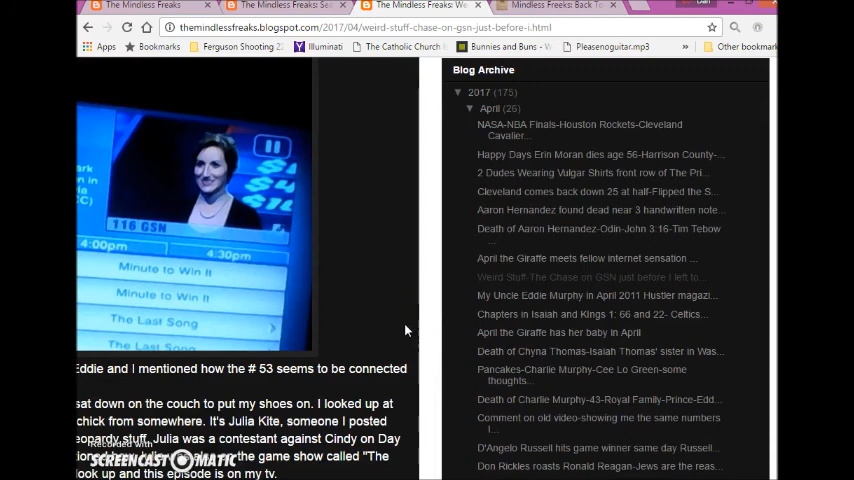 The Mindless Freaks
The Mindless Freaks: Sea
The Mindless Freaks: We
Mindless Freaks: Back To
themindlessfreaks.blogspot.com/2017/04/weird-stuff-chase-on-gsn-just-before-i.html
Apps Bookmarks Ferguson Shooting 22 Illuminati The Catholic Church Bunnies and Buns - Y Pleasenoguitar.mp3 » Other bookmark
116 GSN
4:00pm 4:30pm
Minute to Win It
Minute to Win It
The Last Song
The Last Song
Eddie and I mentioned how the # 53 seems to be connected
sat down on the couch to put my shoes on. I looked up at
chick from somewhere. It's Julia Kite, someone I posted
eopardy stuff. Julia was a contestant against Cindy on Day
on the game show called "The
look up and this episode is on my tv.
Recorded with
SCREENCAST MATIC
Blog Archive
▼ 2017 (175)
▼ April (26)
NASA-NBA Finals-Houston Rockets-Cleveland
Cavalier...
Happy Days Erin Moran dies age 56-Harrison County-...
2 Dudes Wearing Vulgar Shirts front row of The Pri...
Cleveland comes back down 25 at half-Flipped the S...
Aaron Hernandez found dead near 3 handwritten note...
Death of Aaron Hernandez-Odin-John 3:16-Tim Tebow
...
April the Giraffe meets fellow internet sensation ...
Weird Stuff-The Chase on GSN just before I left to...
My Uncle Eddie Murphy in April 2011 Hustler magazi...
Chapters in Isaiah and Kings 1: 66 and 22- Celtics...
April the Giraffe has her baby in April
Death of Chyna Thomas-Isaiah Thomas' sister in Was...
Pancakes-Charlie Murphy-Cee Lo Green-some
thoughts...
Death of Charlie Murphy-43-Royal Family-Prince-Edd...
Comment on old video-showing me the same numbers
I...
D'Angelo Russell hits game winner same day Russell...
Don Rickles roasts Ronald Reagan-Jews are the reas...